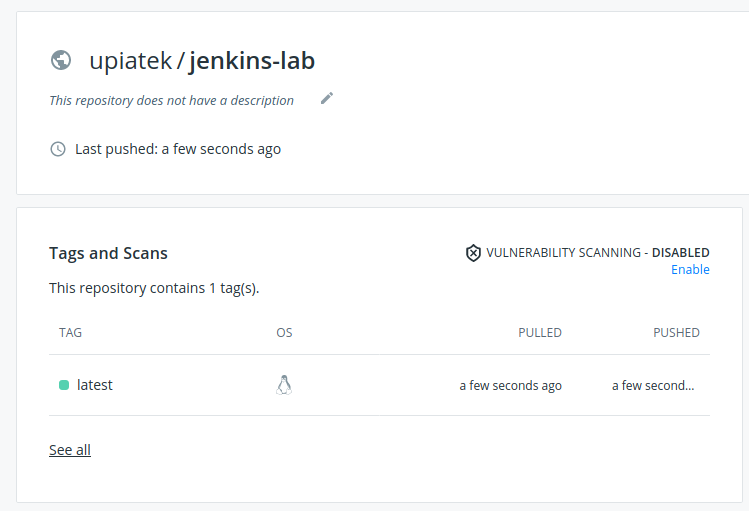 upiatek / jenkins-lab
This repository does not have a description
Last pushed: a few seconds ago
Tags and Scans
VULNERABILITY SCANNING - DISABLED
Enable
This repository contains 1 tag(s).
TAG OS PULLED PUSHED
latest a few seconds ago a few second...
See all